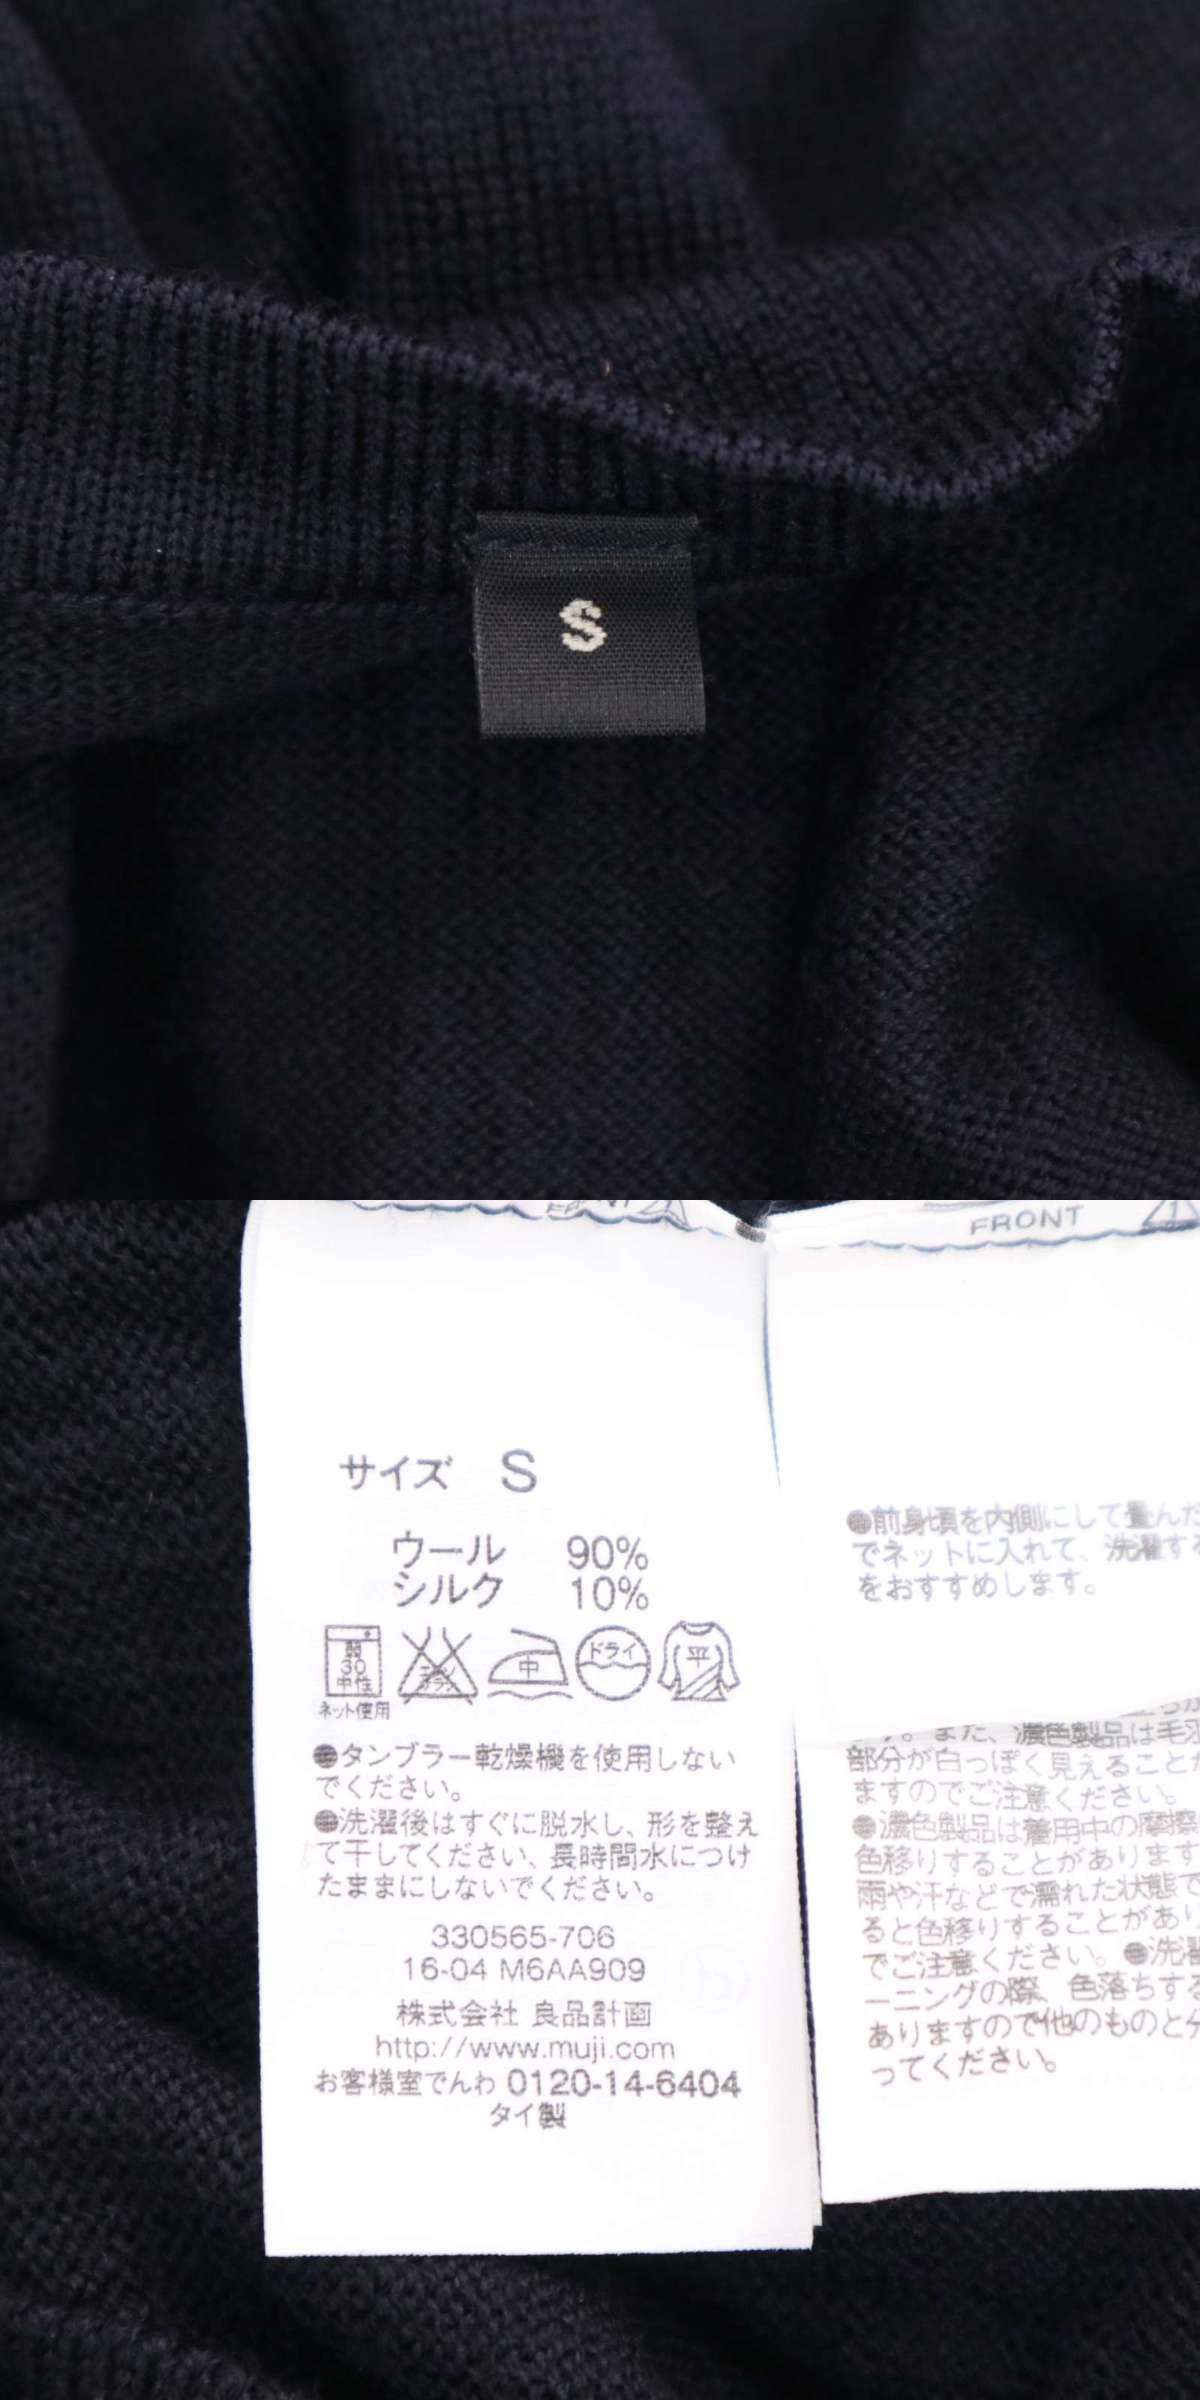 S
FRONT
サイズ S
ウール 90%
シルク 10%
弱
30
中性
ネット使用
中
ドライ
平
●タンブラー乾燥機を使用しない
でください。
●洗濯後はすぐに脱水し、形を整え
て干してください、長時間水につけ
たままにしないでください。
330565-706
16-04 M6AA909
株式会社 良品計画
http://www.muji.com
お客様室でんわ 0120-14-6404
タイ製
●前身頃を内側にして畳んだ
でネットに入れて、洗濯する
をおすすめします。
す。また、濃色製品は毛羽
部分が白っぽく見えることが
ますのでご注意ください。
●濃色製品は着用中の摩擦
色移りすることがあります
雨や汗などで濡れた状態で
ると色移りすることがあり
でご注意ください。●洗濯
ーニングの際、色落ちする
ありますので他のものと
ってください。